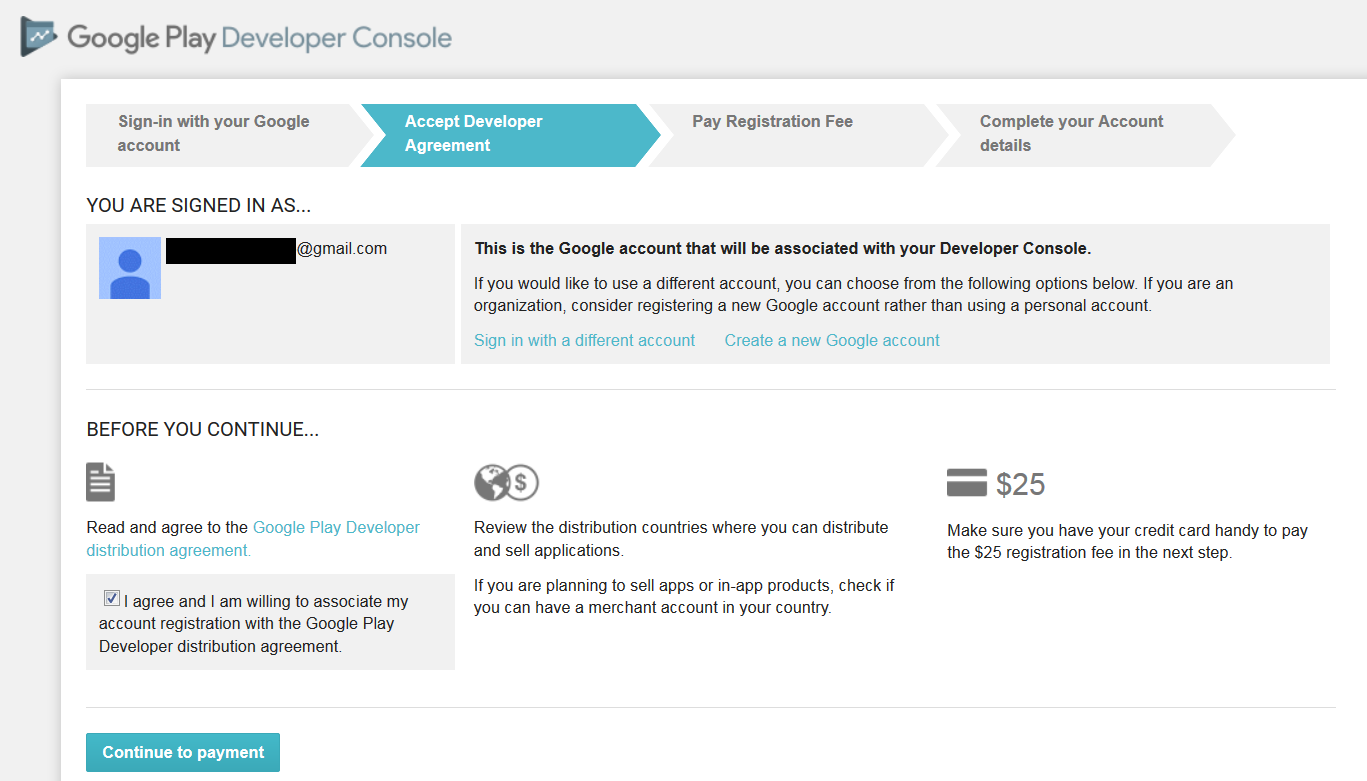 Google Play Developer Console
Sign-in with your Google
account
Accept Developer
Agreement
Pay Registration Fee
Complete your Account
details
YOU ARE SIGNED IN AS...
@gmail.com
This is the Google account that will be associated with your Developer Console.
If you would like to use a different account, you can choose from the following options below. If you are an
organization, consider registering a new Google account rather than using a personal account.
Sign in with a different account
Create a new Google account
BEFORE YOU CONTINUE...
Read and agree to the Google Play Developer
distribution agreement.
I agree and I am willing to associate my
account registration with the Google Play
Developer distribution agreement.
$
Review the distribution countries where you can distribute
and sell applications.
If you are planning to sell apps or in-app products, check if
you can have a merchant account in your country.
$25
Make sure you have your credit card handy to pay
the $25 registration fee in the next step.
Continue to payment